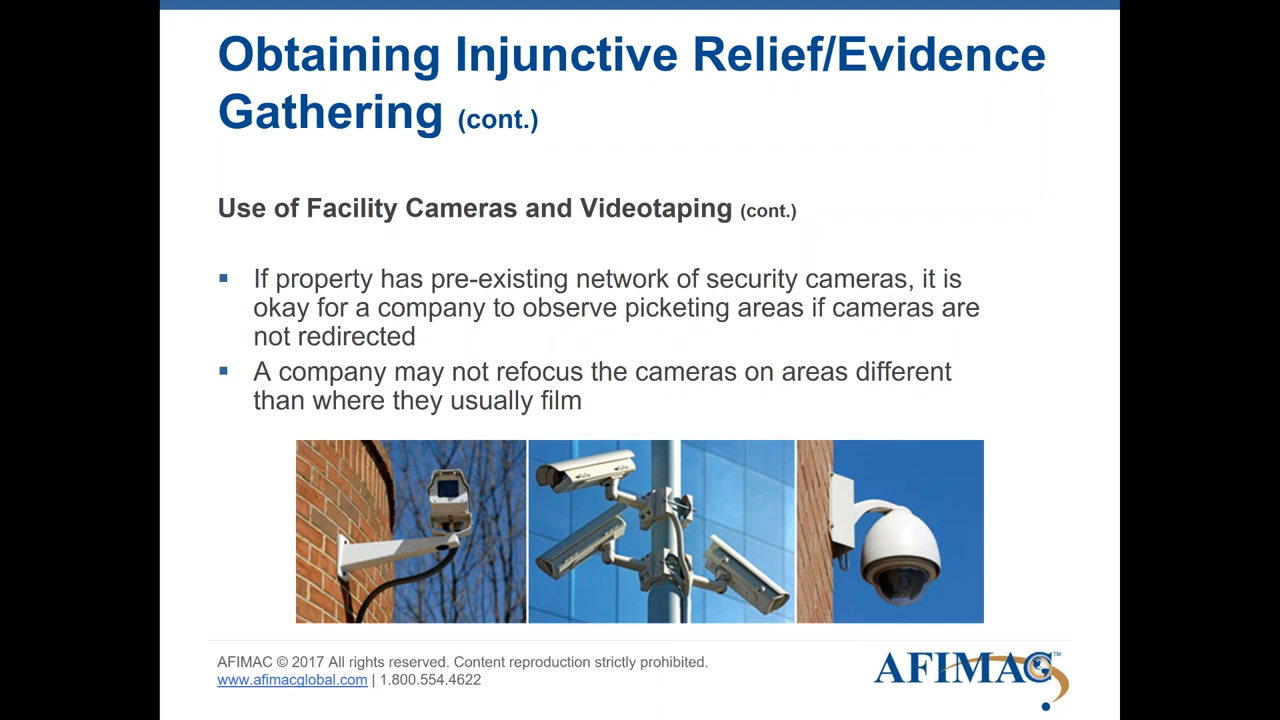 Obtaining Injunctive Relief/Evidence
Gathering (cont.)
Use of Facility Cameras and Videotaping (cont.)
▪ If property has pre-existing network of security cameras, it is
okay for a company to observe picketing areas if cameras are
not redirected
▪ A company may not refocus the cameras on areas different
than where they usually film
AFIMAC © 2017 All rights reserved. Content reproduction strictly prohibited.
www.afimacglobal.com | 1.800.554.4622
AFIMAC™